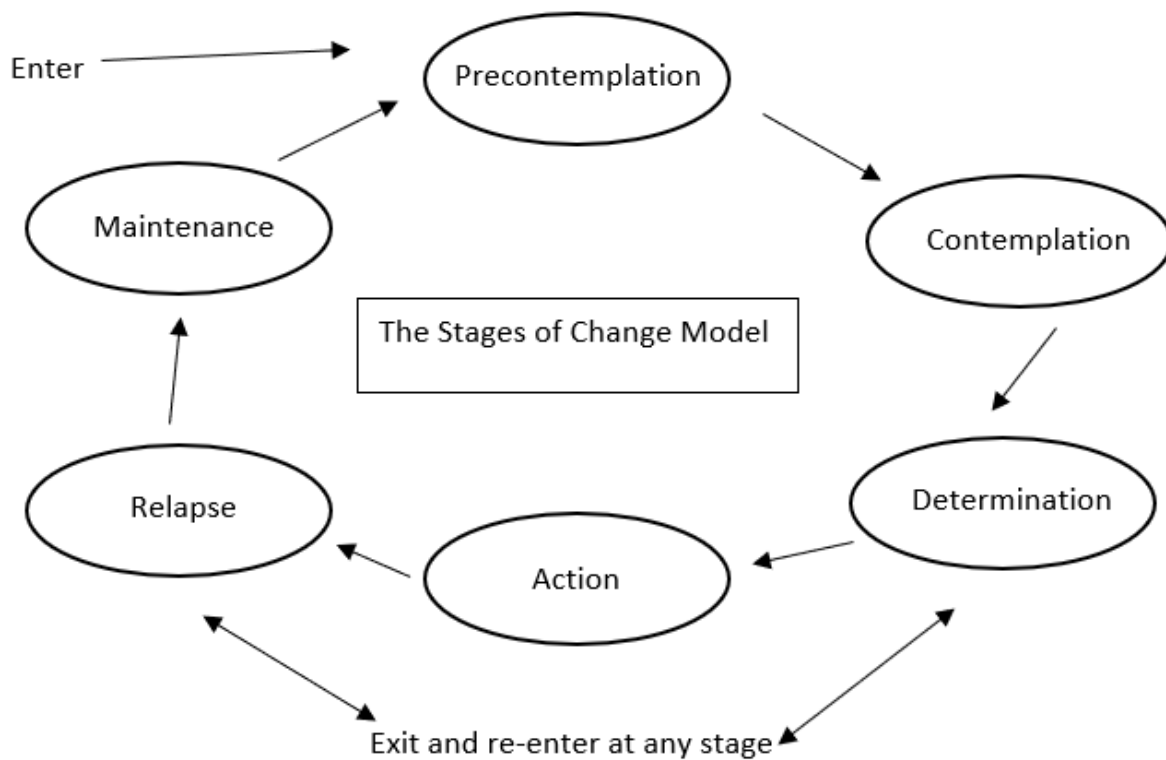 Enter
Precontemplation
Maintenance
Contemplation
The Stages of Change Model
Relapse
Determination
Action
Exit and re-enter at any stage